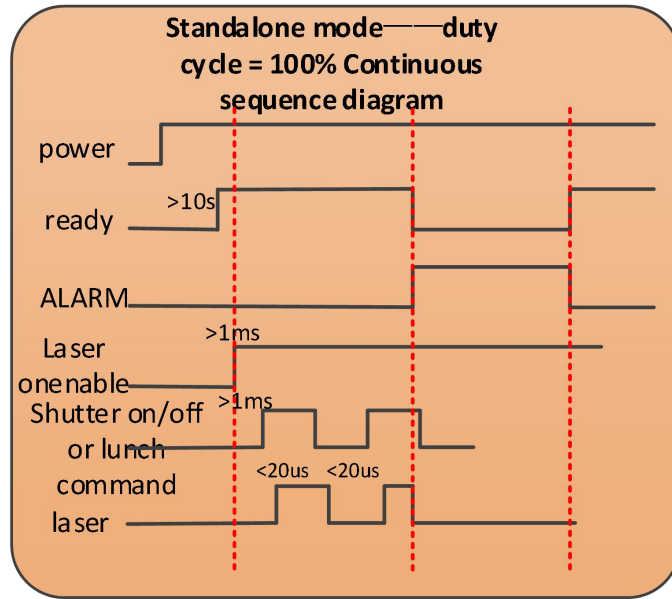 Standalone mode——duty
cycle = 100% Continuous
sequence diagram
power
>10s
ready
ALARM
>1ms
Laser
onenable
>1ms
Shutter on/off
or lunch
command
<20us <20us
laser